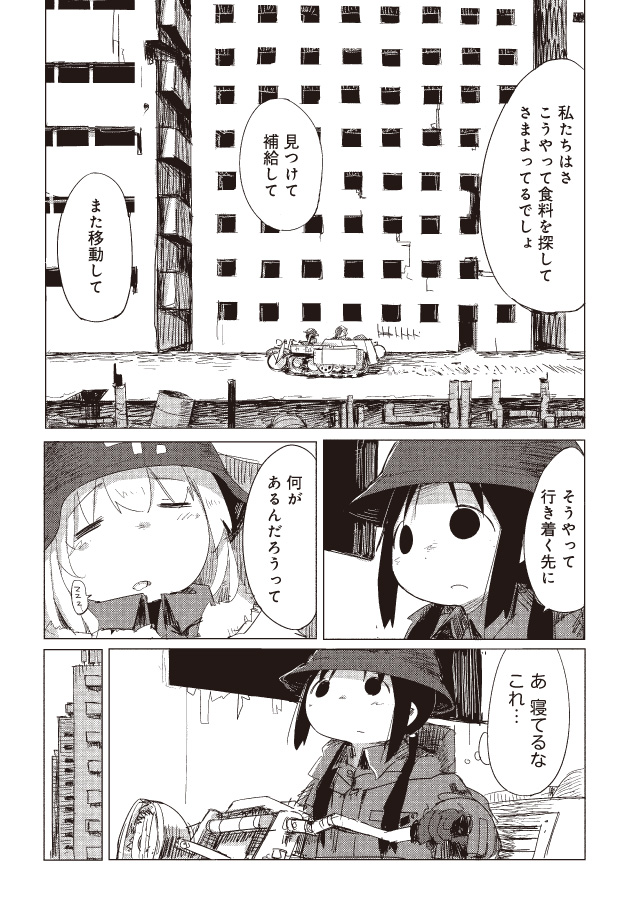 私たちはさ
こうやって食料を探して
さまよってるでしょ
見つけて
補給して
また移動して
そうやって
行き着く先に
何が
あるんだろうって
zzz
あ 寝てるな
これ…